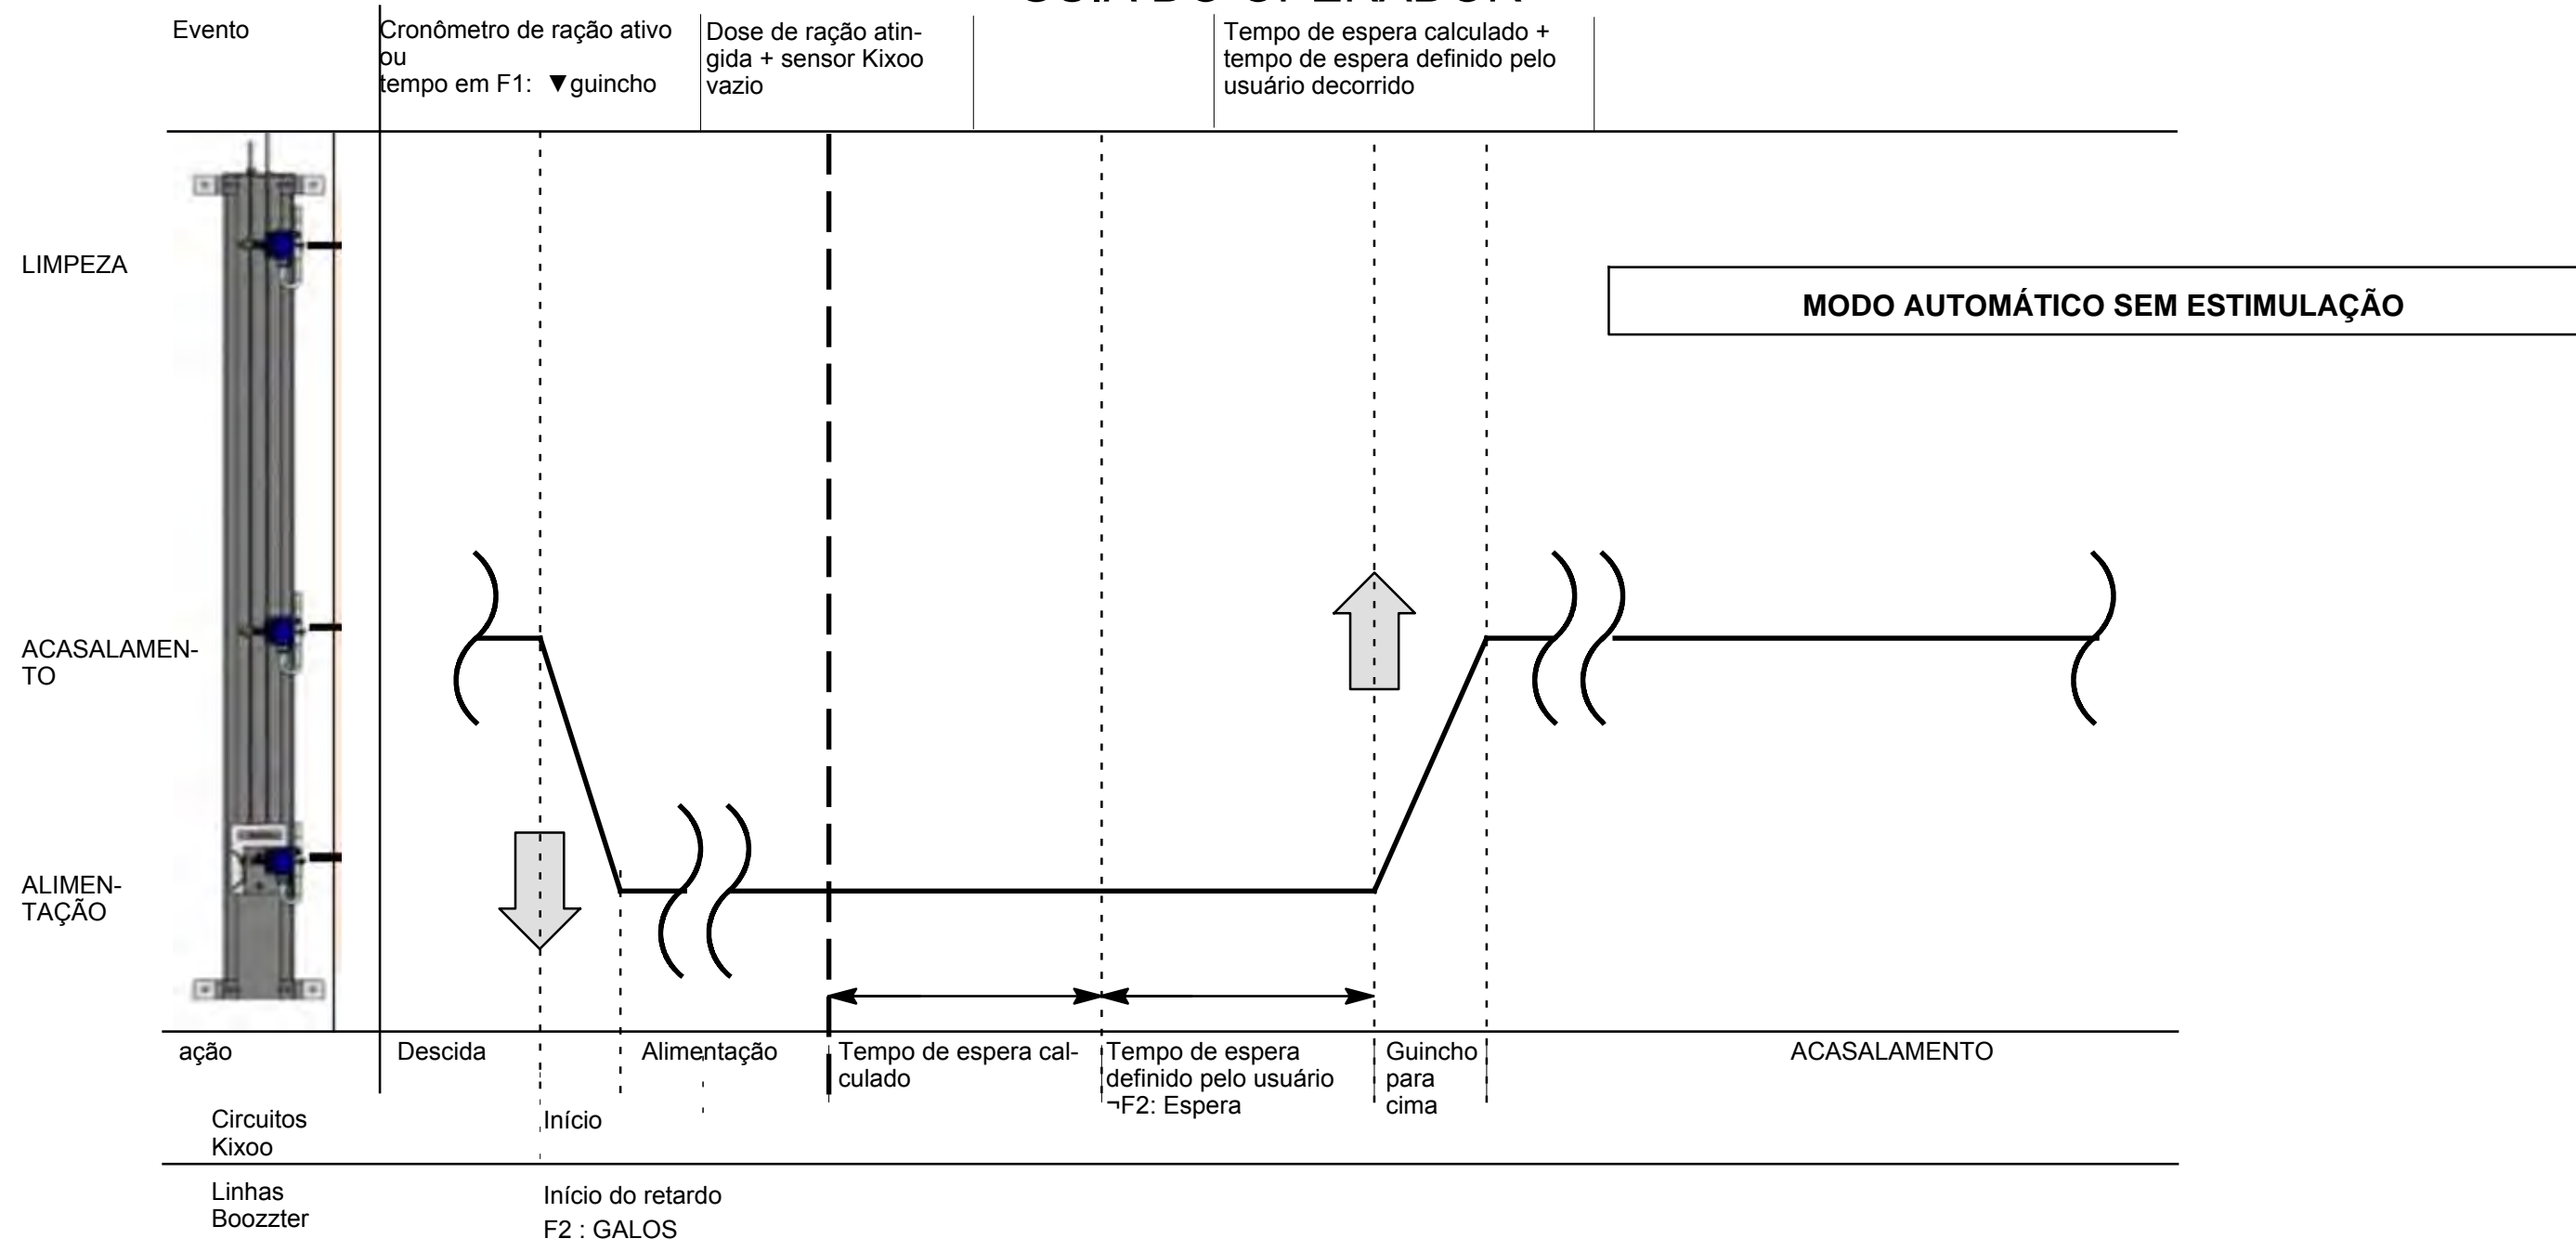 GUIA DO OPERADOR
Evento
Cronômetro de ração ativo
ou
tempo em F1: ▼guincho
Dose de ração atin-
gida + sensor Kixoo
vazio
Tempo de espera calculado +
tempo de espera definido pelo
usuário decorrido
LIMPEZA
MODO AUTOMÁTICO SEM ESTIMULAÇÃO
ACASALAMEN-
TO
ALIMEN-
TAÇÃO
ação
Descida
Alimentação
Tempo de espera cal-
culado
Tempo de espera
definido pelo usuário
¬F2: Espera
Guincho
para
cima
ACASALAMENTO
Circuitos
Kixoo
Início
Linhas
Boozzter
Início do retardo
F2 : GALOS